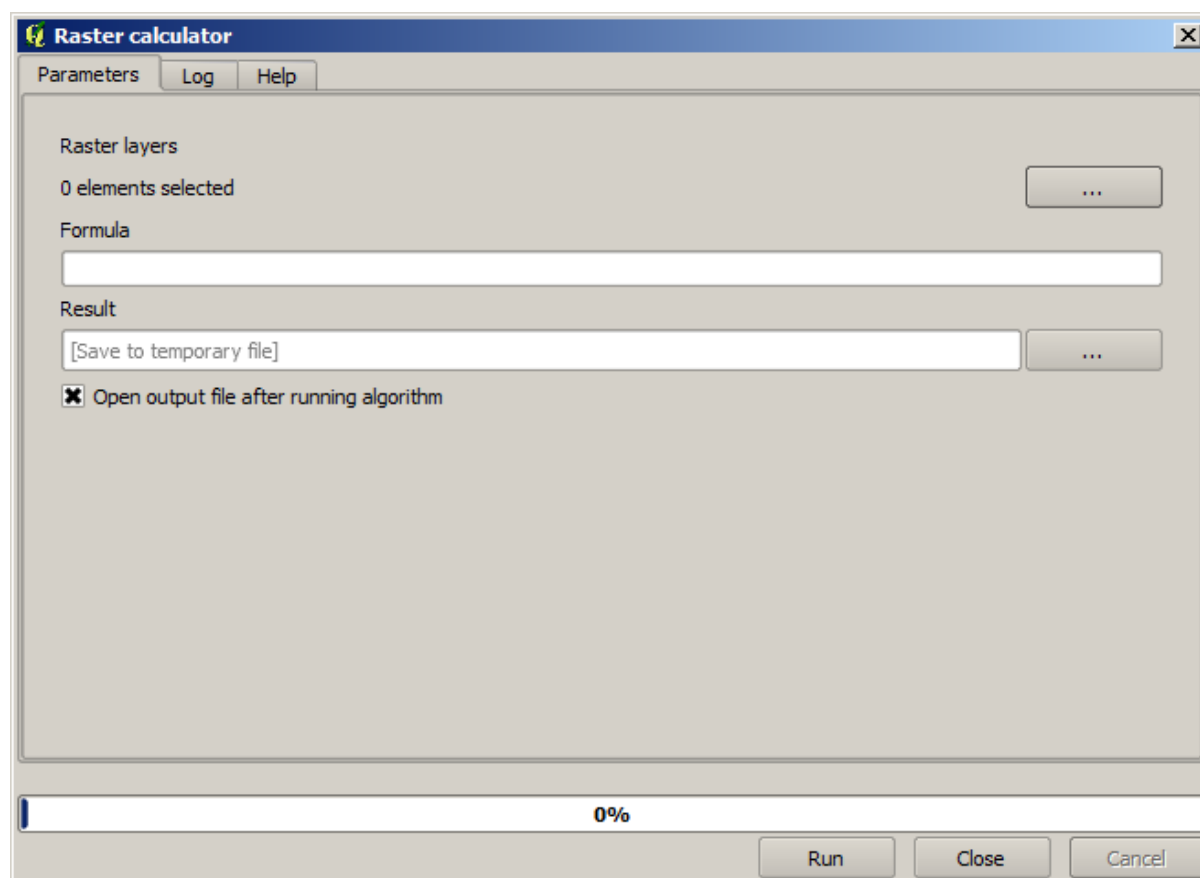 Raster calculator
Parameters Log Help
Raster layers
0 elements selected
...
Formula
Result
[Save to temporary file]
...
Open output file after running algorithm
0%
Run Close Cancel